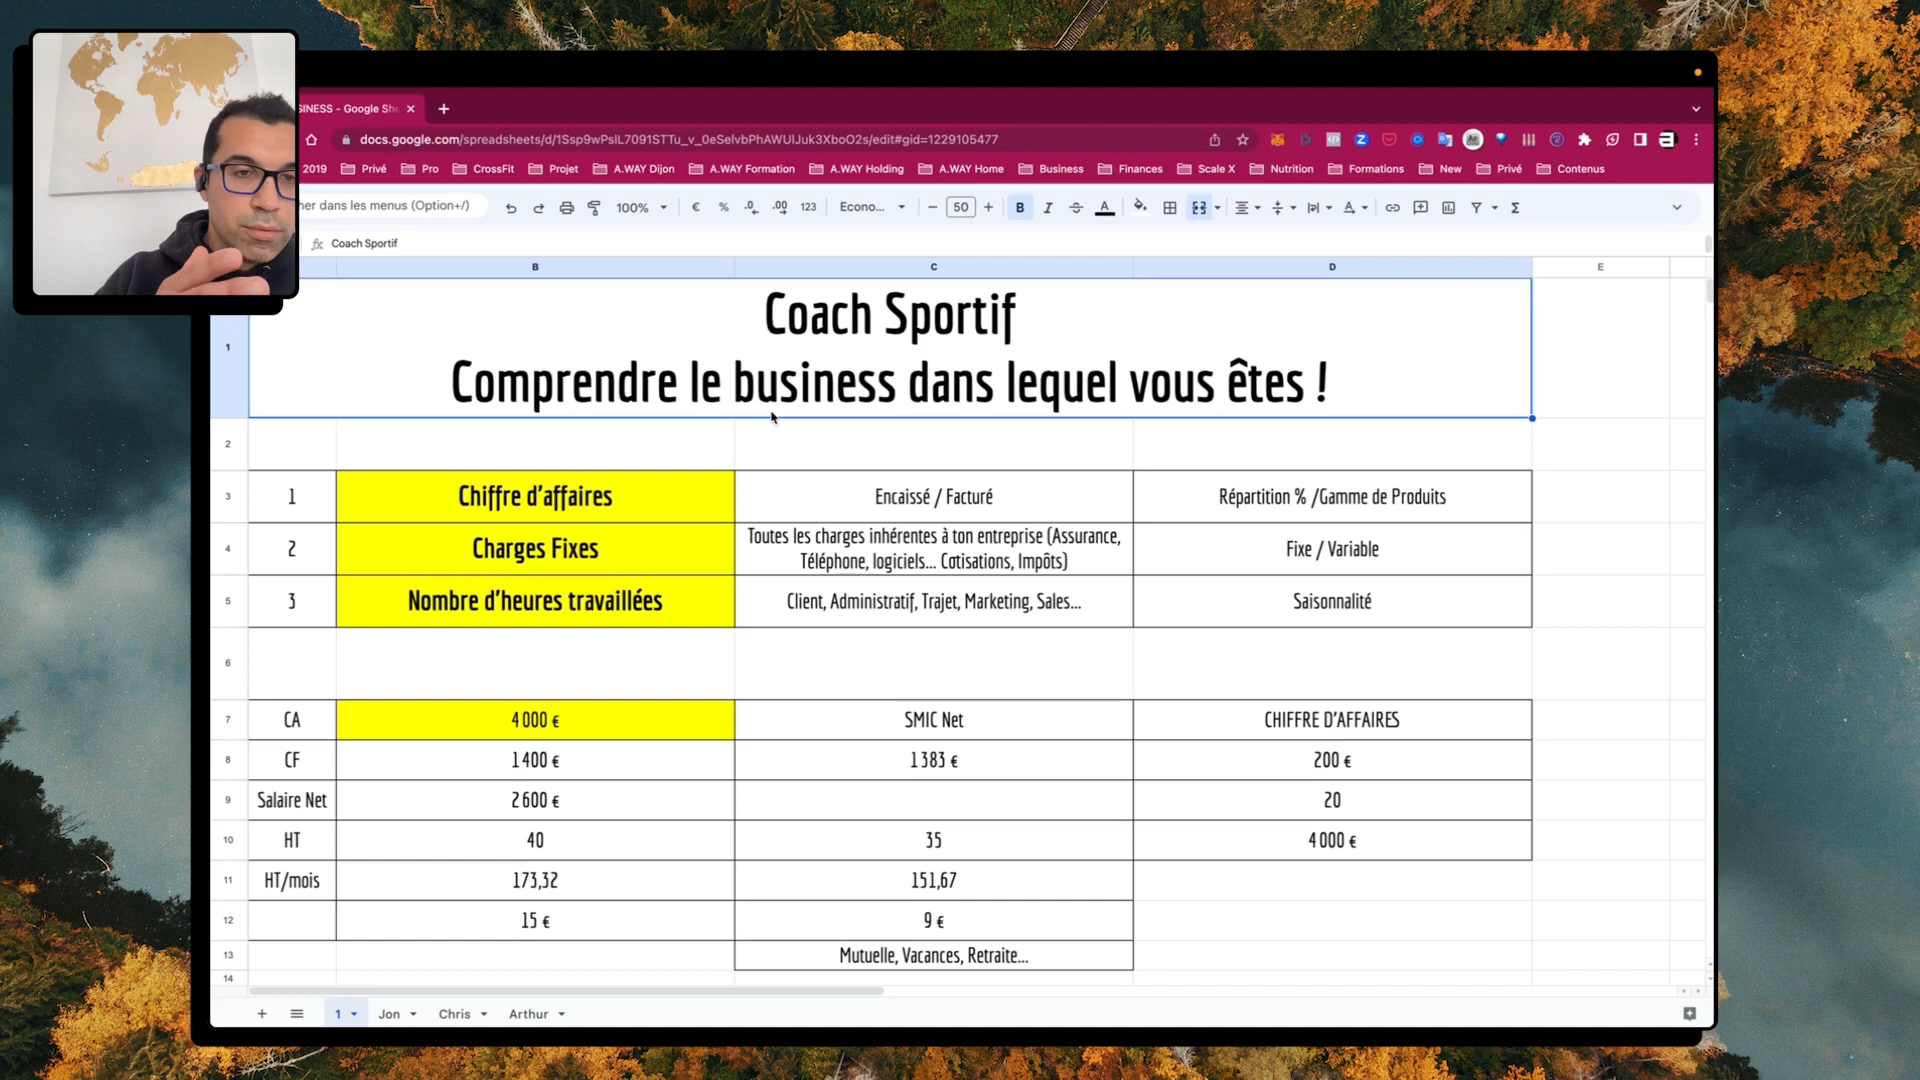 SINESS - Google Sh
docs.google.com/spreadsheets/d/1Ssp9wPslL7091STTu_v_0eSelvbPhAWUlJuk3XboO2s/edit#gid=1229105477
2019 Privé Pro CrossFit Projet A.WAY Dijon A.WAY Formation A.WAY Holding A.WAY Home Business Finances Scale X Nutrition Formations New Privé Contenus
her dans les menus (Option+/) 100% € % .0 .00 123 Econo... 50 B I A Σ
fx Coach Sportif
B C D E
1
Coach Sportif
Comprendre le business dans lequel vous êtes !
2
3 1 Chiffre d'affaires Encaissé / Facturé Répartition % /Gamme de Produits
4 2 Charges Fixes Toutes les charges inhérentes à ton entreprise (Assurance, Téléphone, logiciels... Cotisations, Impôts) Fixe / Variable
5 3 Nombre d'heures travaillées Client, Administratif, Trajet, Marketing, Sales... Saisonnalité
6
7 CA 4 000 € SMIC Net CHIFFRE D'AFFAIRES
8 CF 1 400 € 1 383 € 200 €
9 Salaire Net 2 600 € 20
10 HT 40 35 4 000 €
11 HT/mois 173,32 151,67
12 15 € 9 €
13 Mutuelle, Vacances, Retraite...
14
1 Jon Chris Arthur